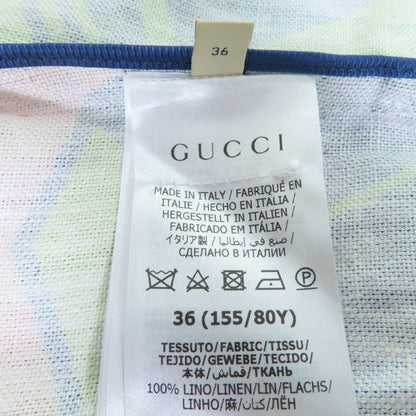 36
GUCCI
MADE IN ITALY / FABRIQUÉ EN
ITALIE / HECHO EN ITALIA /
HERGESTELLT IN ITALIEN /
FABRICADO EM ITÁLIA /
イタリア製 / صنع في إيطاليا /
СДЕЛАНО В ИТАЛИИ
36 (155/80Y)
TESSUTO/FABRIC/TISSU/
TEJIDO/GEWEBE/TECIDO/
本体/قماش/ТКАНЬ
100% LINO/LINEN/LIN/FLACHS/
LINHO/麻/كتان/ЛЁН